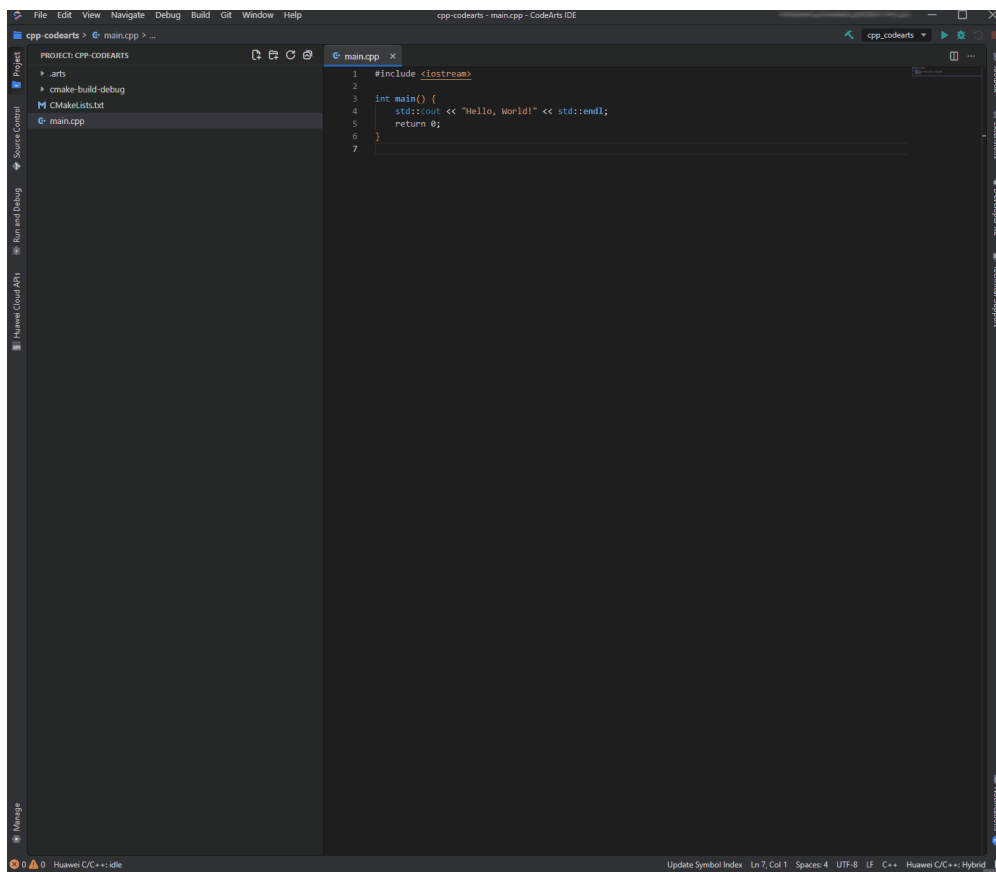 File Edit View Navigate Debug Build Git Window Help cpp-codearts - main.cpp - CodeArts IDE
cpp-codearts > main.cpp > ... cpp_codearts
Project
Source Control
Run and Debug
Huawei Cloud APIs
Manage
PROJECT: CPP-CODEARTS
.arts
cmake-build-debug
CMakeLists.txt
main.cpp
main.cpp
1 #include <iostream>
2
3 int main() {
4 std::cout << "Hello, World!" << std::endl;
5 return 0;
6 }
7
0 0 Huawei C/C++: idle Update Symbol Index Ln 7, Col 1 Spaces: 4 UTF-8 LF C++ Huawei C/C++: Hybrid